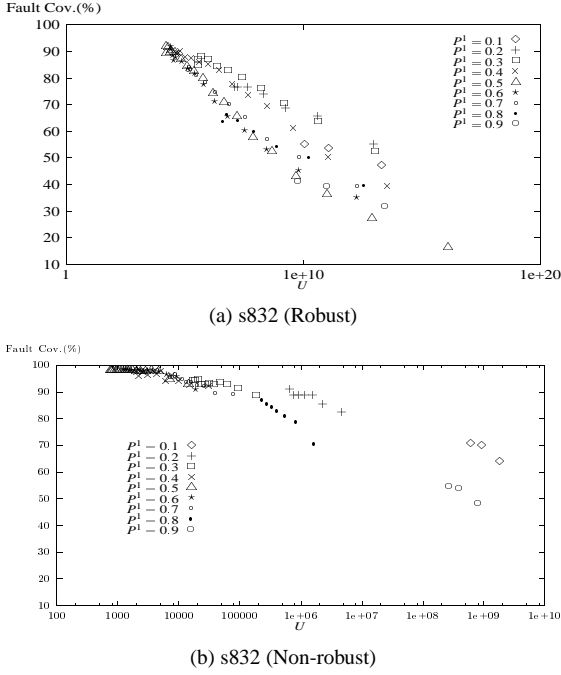 Fault Cov.(%)
100
90
80
70
60
50
40
30
20
10
P¹ = 0.1
P¹ = 0.2
P¹ = 0.3
P¹ = 0.4
P¹ = 0.5
P¹ = 0.6
P¹ = 0.7
P¹ = 0.8
P¹ = 0.9
1 1e+10 1e+20
U
(a) s832 (Robust)
Fault Cov.(%)
100
90
80
70
60
50
40
30
20
10
P¹ − 0.1
P¹ − 0.2
P¹ − 0.3
P¹ − 0.4
P¹ − 0.5
P¹ − 0.6
P¹ − 0.7
P¹ − 0.8
P¹ − 0.9
100 1000 10000 100000 1e+06 1e+07 1e+08 1e+09 1e+10
U
(b) s832 (Non-robust)